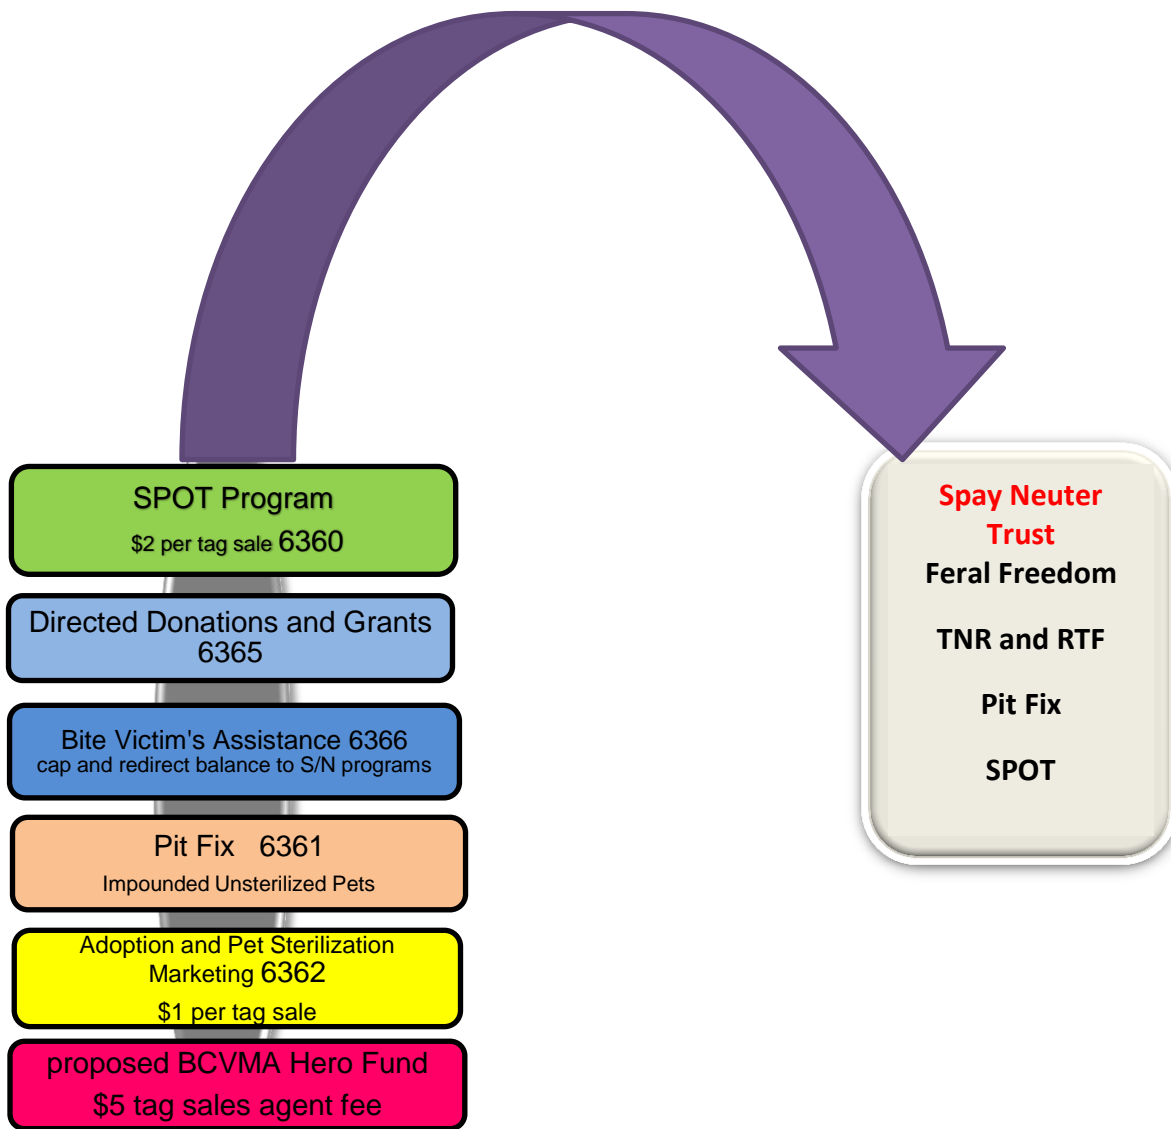 SPOT Program
$2 per tag sale 6360
Directed Donations and Grants
6365
Bite Victim's Assistance 6366
cap and redirect balance to S/N programs
Pit Fix 6361
Impounded Unsterilized Pets
Adoption and Pet Sterilization
Marketing 6362
$1 per tag sale
proposed BCVMA Hero Fund
$5 tag sales agent fee
Spay Neuter
Trust
Feral Freedom
TNR and RTF
Pit Fix
SPOT